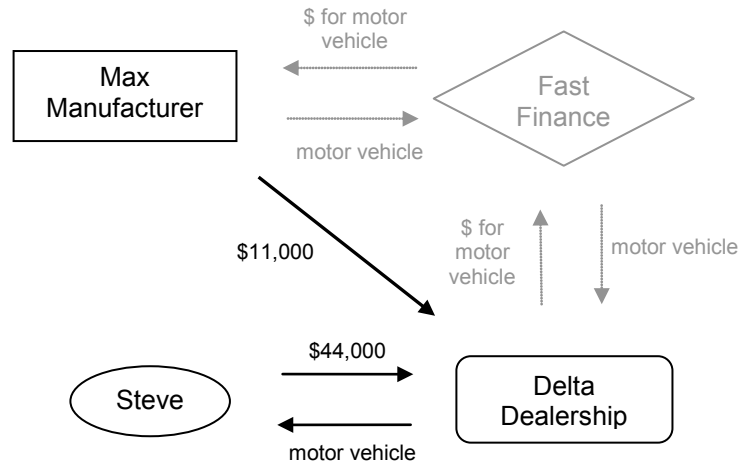 $ for motor
vehicle
Max
Manufacturer
Fast
Finance
motor vehicle
$11,000
$ for
motor
vehicle
motor vehicle
$44,000
Steve
Delta
Dealership
motor vehicle